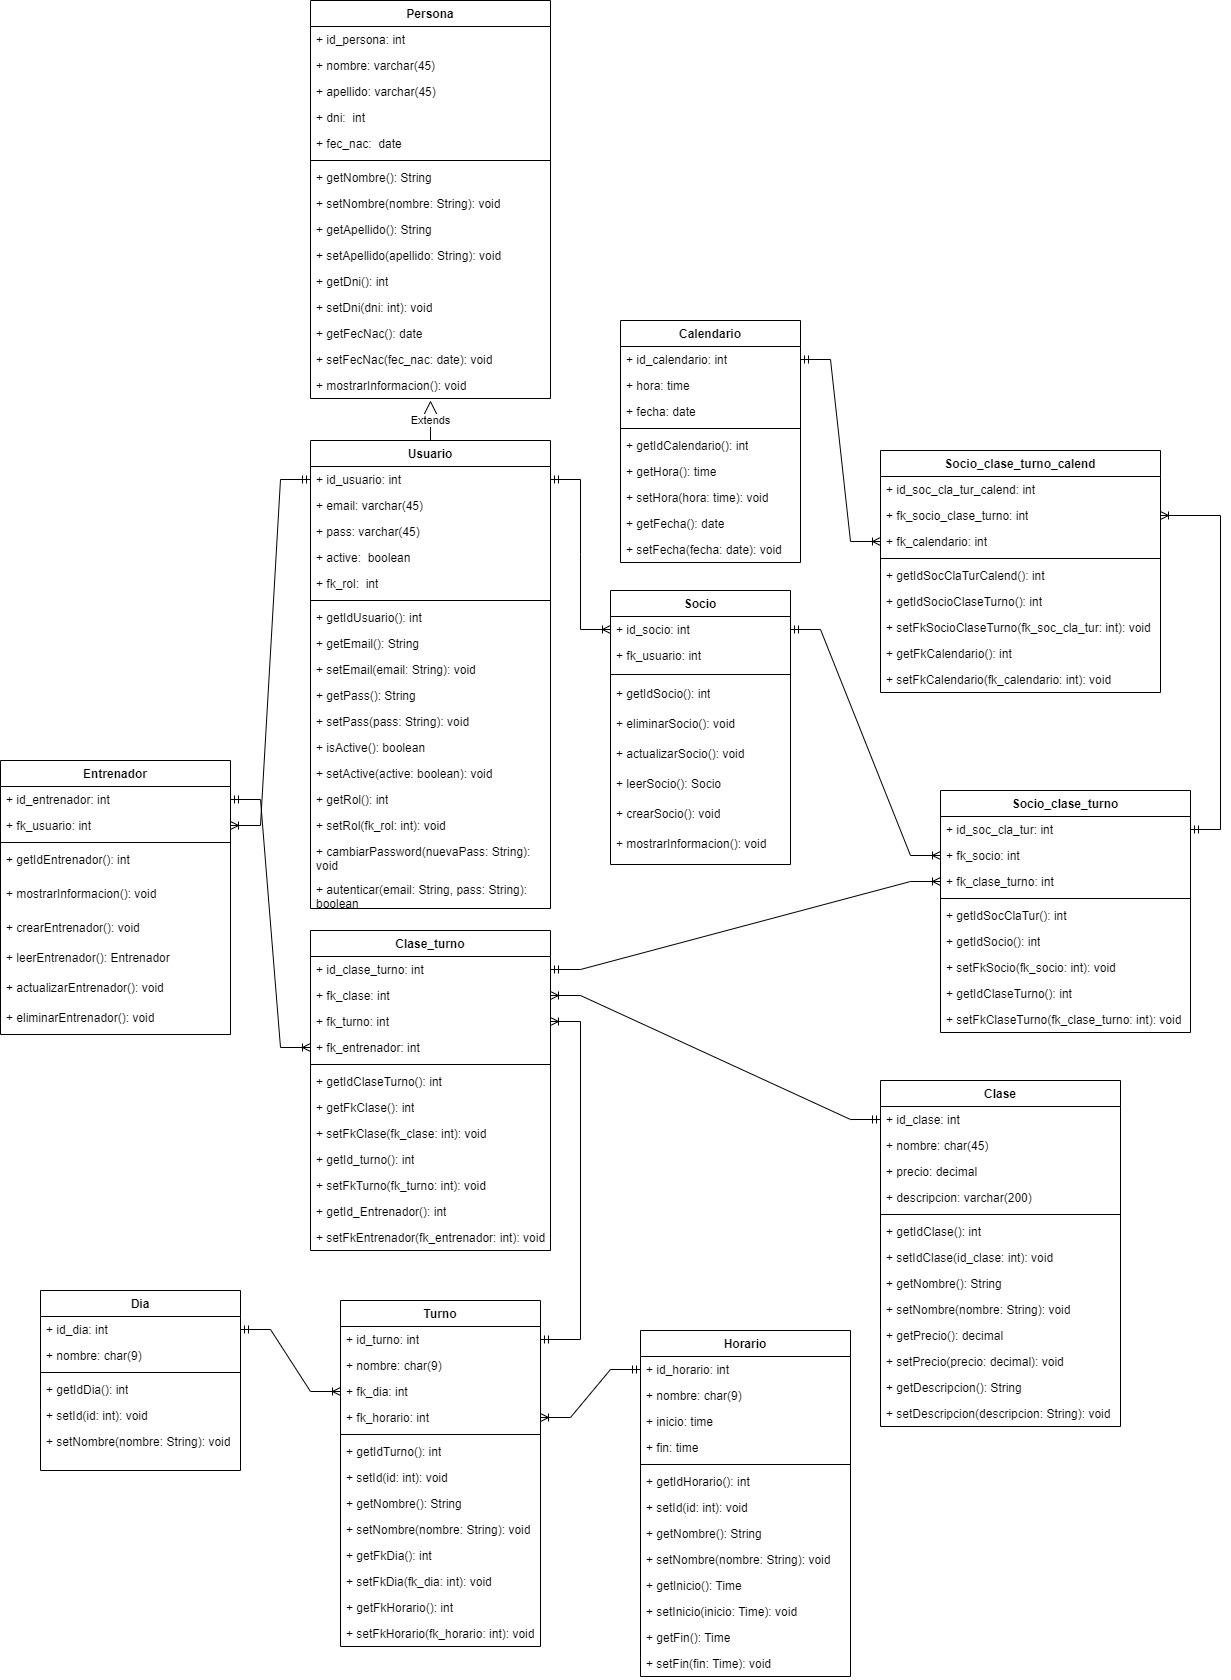 Persona
+ id_persona: int
+ nombre: varchar(45)
+ apellido: varchar(45)
+ dni:  int
+ fec_nac:  date
+ getNombre(): String
+ setNombre(nombre: String): void
+ getApellido(): String
+ setApellido(apellido: String): void
+ getDni(): int
+ setDni(dni: int): void
+ getFecNac(): date
+ setFecNac(fec_nac: date): void
+ mostrarInformacion(): void
Extends
Usuario
+ id_usuario: int
+ email: varchar(45)
+ pass: varchar(45)
+ active:  boolean
+ fk_rol:  int
+ getIdUsuario(): int
+ getEmail(): String
+ setEmail(email: String): void
+ getPass(): String
+ setPass(pass: String): void
+ isActive(): boolean
+ setActive(active: boolean): void
+ getRol(): int
+ setRol(fk_rol: int): void
+ cambiarPassword(nuevaPass: String):
void
+ autenticar(email: String, pass: String):
boolean
Calendario
+ id_calendario: int
+ hora: time
+ fecha: date
+ getIdCalendario(): int
+ getHora(): time
+ setHora(hora: time): void
+ getFecha(): date
+ setFecha(fecha: date): void
Socio_clase_turno_calend
+ id_soc_cla_tur_calend: int
+ fk_socio_clase_turno: int
+ fk_calendario: int
+ getIdSocClaTurCalend(): int
+ getIdSocioClaseTurno(): int
+ setFkSocioClaseTurno(fk_soc_cla_tur: int): void
+ getFkCalendario(): int
+ setFkCalendario(fk_calendario: int): void
Socio
+ id_socio: int
+ fk_usuario: int
+ getIdSocio(): int
+ eliminarSocio(): void
+ actualizarSocio(): void
+ leerSocio(): Socio
+ crearSocio(): void
+ mostrarInformacion(): void
Entrenador
+ id_entrenador: int
+ fk_usuario: int
+ getIdEntrenador(): int
+ mostrarInformacion(): void
+ crearEntrenador(): void
+ leerEntrenador(): Entrenador
+ actualizarEntrenador(): void
+ eliminarEntrenador(): void
Socio_clase_turno
+ id_soc_cla_tur: int
+ fk_socio: int
+ fk_clase_turno: int
+ getIdSocClaTur(): int
+ getIdSocio(): int
+ setFkSocio(fk_socio: int): void
+ getIdClaseTurno(): int
+ setFkClaseTurno(fk_clase_turno: int): void
Clase_turno
+ id_clase_turno: int
+ fk_clase: int
+ fk_turno: int
+ fk_entrenador: int
+ getIdClaseTurno(): int
+ getFkClase(): int
+ setFkClase(fk_clase: int): void
+ getId_turno(): int
+ setFkTurno(fk_turno: int): void
+ getId_Entrenador(): int
+ setFkEntrenador(fk_entrenador: int): void
Clase
+ id_clase: int
+ nombre: char(45)
+ precio: decimal
+ descripcion: varchar(200)
+ getIdClase(): int
+ setIdClase(id_clase: int): void
+ getNombre(): String
+ setNombre(nombre: String): void
+ getPrecio(): decimal
+ setPrecio(precio: decimal): void
+ getDescripcion(): String
+ setDescripcion(descripcion: String): void
Dia
+ id_dia: int
+ nombre: char(9)
+ getIdDia(): int
+ setId(id: int): void
+ setNombre(nombre: String): void
Turno
+ id_turno: int
+ nombre: char(9)
+ fk_dia: int
+ fk_horario: int
+ getIdTurno(): int
+ setId(id: int): void
+ getNombre(): String
+ setNombre(nombre: String): void
+ getFkDia(): int
+ setFkDia(fk_dia: int): void
+ getFkHorario(): int
+ setFkHorario(fk_horario: int): void
Horario
+ id_horario: int
+ nombre: char(9)
+ inicio: time
+ fin: time
+ getIdHorario(): int
+ setId(id: int): void
+ getNombre(): String
+ setNombre(nombre: String): void
+ getInicio(): Time
+ setInicio(inicio: Time): void
+ getFin(): Time
+ setFin(fin: Time): void